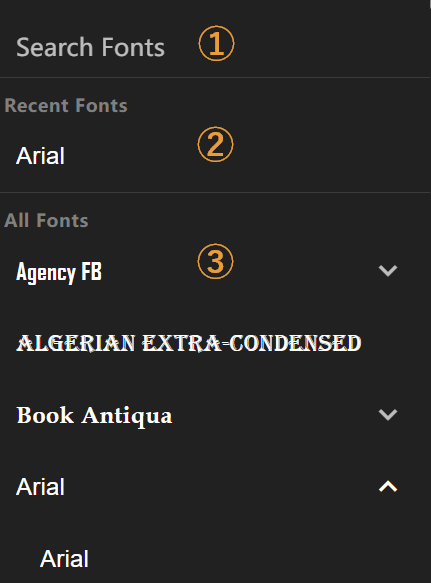 Search Fonts ①
Recent Fonts
Arial ②
All Fonts
Agency FB ③
ALGERIAN EXTRA-CONDENSED
Book Antiqua
Arial
Arial